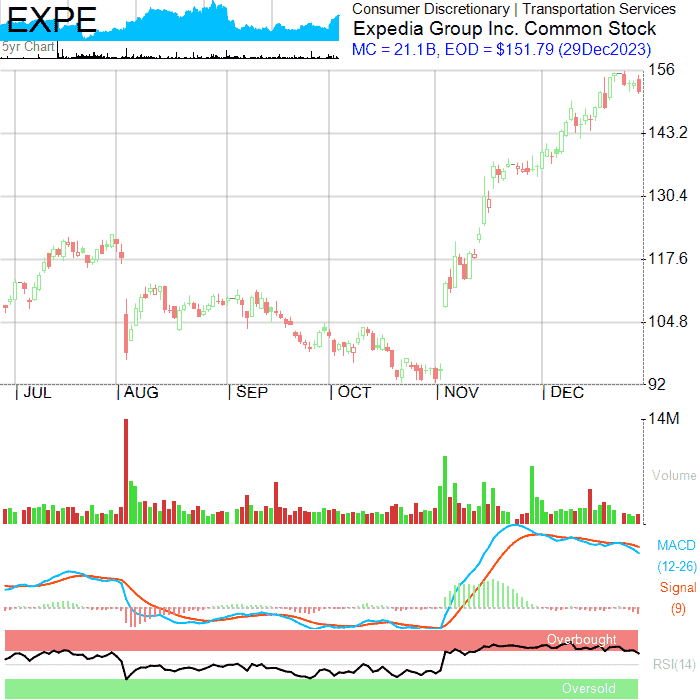 EXPE
5yr Chart
Consumer Discretionary | Transportation Services
Expedia Group Inc. Common Stock
MC = 21.1B, EOD = $151.79 (29Dec2023)
156
143.2
130.4
117.6
104.8
92
JUL AUG SEP OCT NOV DEC
14M
Volume
MACD
(12-26)
Signal
(9)
Overbought
RSI(14)
Oversold